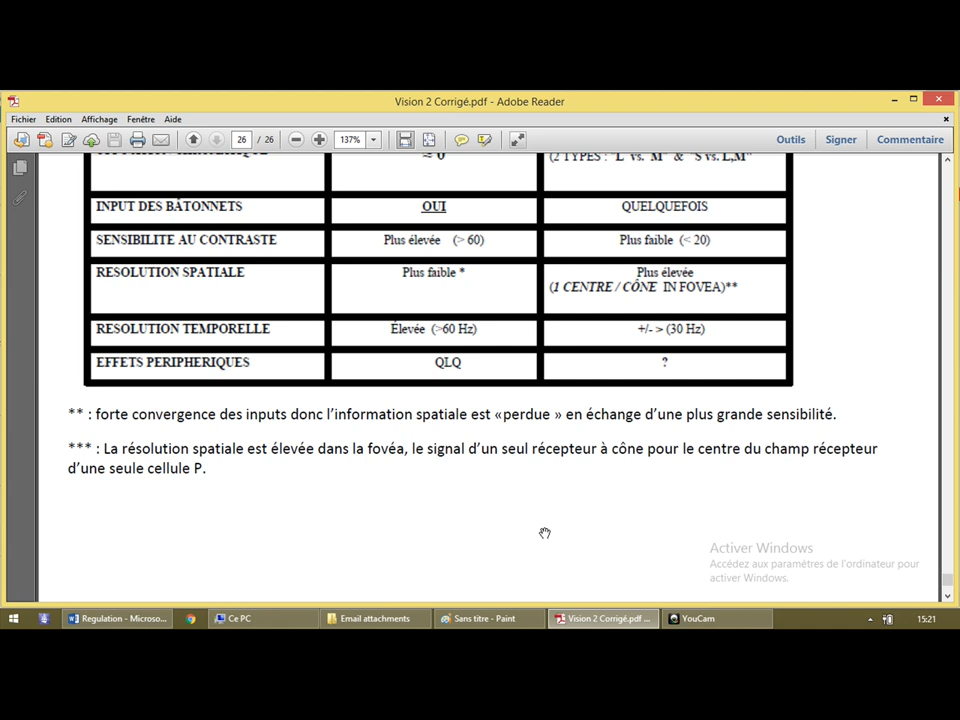 Vision 2 Corrigé.pdf - Adobe Reader
Fichier Edition Affichage Fenêtre Aide
26 / 26 137% Outils Signer Commentaire
≈ 0 (2 TYPES : "L vs. M" & "S vs. L,M"
INPUT DES BÂTONNETS OUI QUELQUEFOIS
SENSIBILITE AU CONTRASTE Plus élevée (> 60) Plus faible (< 20)
RESOLUTION SPATIALE Plus faible * Plus élevée
(1 CENTRE / CÔNE IN FOVEA)**
RESOLUTION TEMPORELLE Élevée (>60 Hz) +/- > (30 Hz)
EFFETS PERIPHERIQUES QLQ ?
** : forte convergence des inputs donc l'information spatiale est «perdue » en échange d'une plus grande sensibilité.
*** : La résolution spatiale est élevée dans la fovéa, le signal d'un seul récepteur à cône pour le centre du champ récepteur
d'une seule cellule P.
Activer Windows
Accédez aux paramètres de l'ordinateur pour
activer Windows.
Regulation - Microso... Ce PC Email attachments Sans titre - Paint Vision 2 Corrigé.pdf ... YouCam 15:21